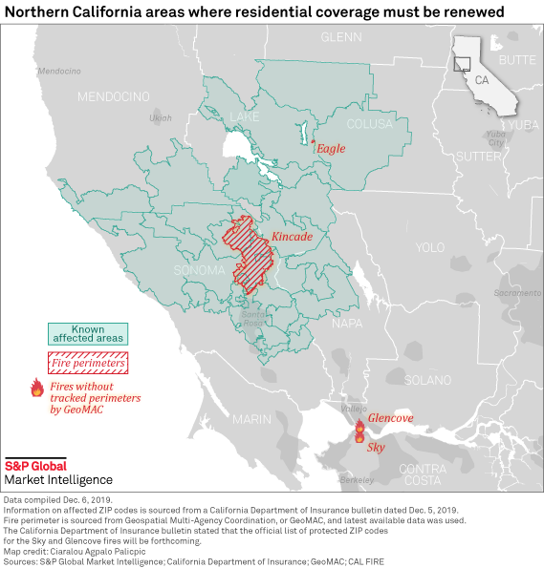 Northern California areas where residential coverage must be renewed
GLENN
BUTTE
CA
Mendocino
MENDOCINO
Ukiah
LAKE
COLUSA
YUBA
Yuba
City
SUTTER
Eagle
Kincade
SONOMA
YOLO
Sacramento
Santa
Rosa
NAPA
Known
affected areas
Fire perimeters
Fires without
tracked perimeters
by GeoMAC
SOLANO
MARIN
Vallejo
Glencove
Sky
CONTRA
COSTA
Berkeley
S&P Global
Market Intelligence
Data compiled Dec. 6, 2019.
Information on affected ZIP codes is sourced from a California Department of Insurance bulletin dated Dec. 5, 2019.
Fire perimeter is sourced from Geospatial Multi-Agency Coordination, or GeoMAC, and latest available data was used.
The California Department of Insurance bulletin stated that the official list of protected ZIP codes
for the Sky and Glencove fires will be forthcoming.
Map credit: Ciaralou Agpalo Palicpic
Sources: S&P Global Market Intelligence; California Department of Insurance; GeoMAC; CAL FIRE